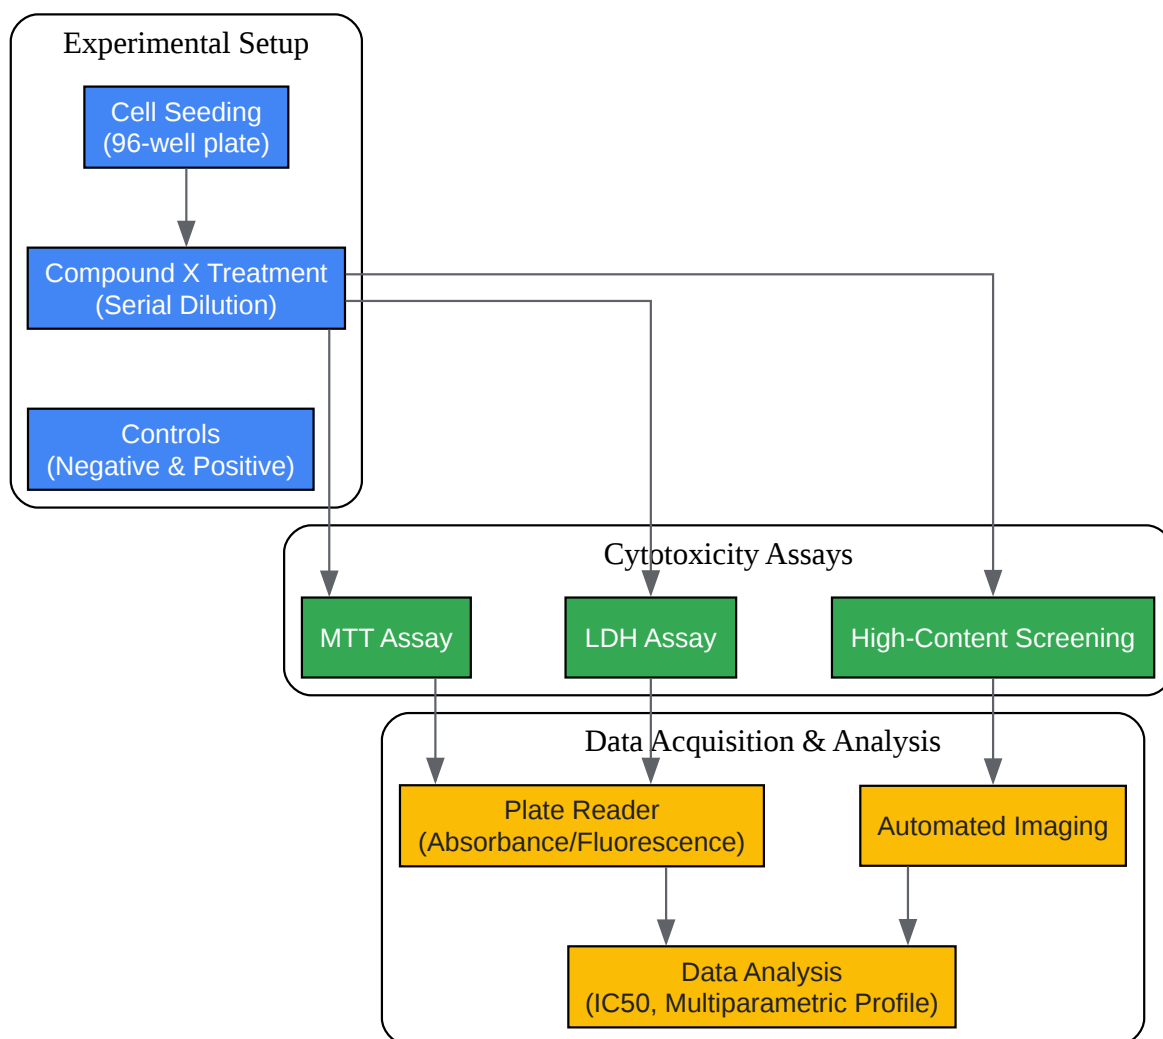 Experimental Setup
Cell Seeding
(96-well plate)
Compound X Treatment
(Serial Dilution)
Controls
(Negative & Positive)
Cytotoxicity Assays
MTT Assay
LDH Assay
High-Content Screening
Data Acquisition & Analysis
Plate Reader
(Absorbance/Fluorescence)
Automated Imaging
Data Analysis
(IC50, Multiparametric Profile)